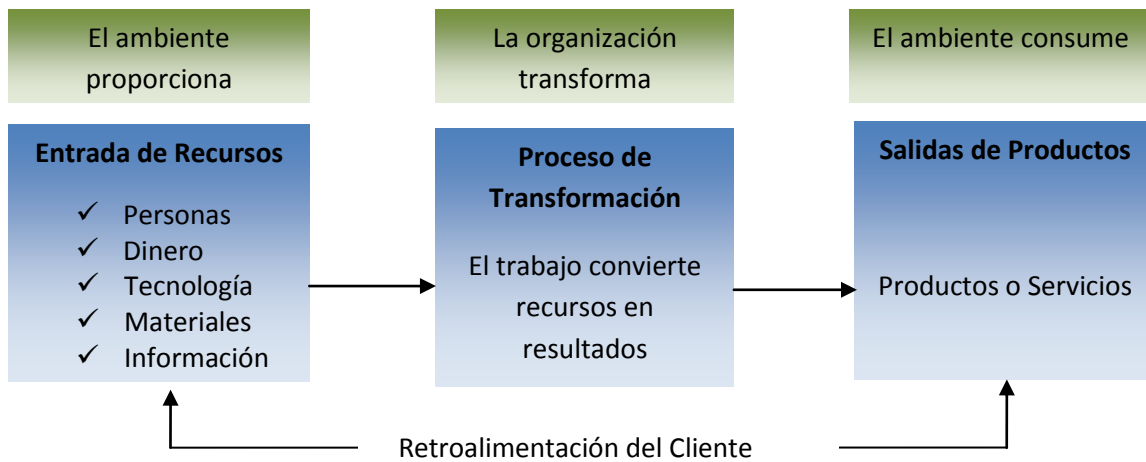 El ambiente
proporciona
La organización
transforma
El ambiente consume
Entrada de Recursos
✓ Personas
✓ Dinero
✓ Tecnología
✓ Materiales
✓ Información
Proceso de
Transformación
El trabajo convierte
recursos en
resultados
Salidas de Productos
Productos o Servicios
Retroalimentación del Cliente